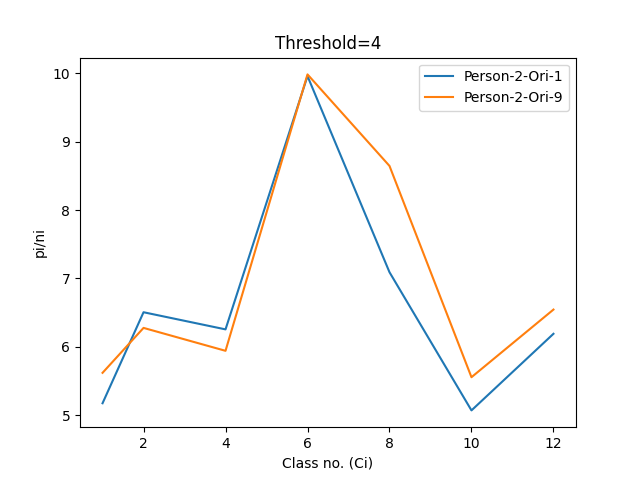 Threshold=4
Person-2-Ori-1
Person-2-Ori-9
pi/ni
10
9
8
7
6
5
2 4 6 8 10 12
Class no. (Ci)